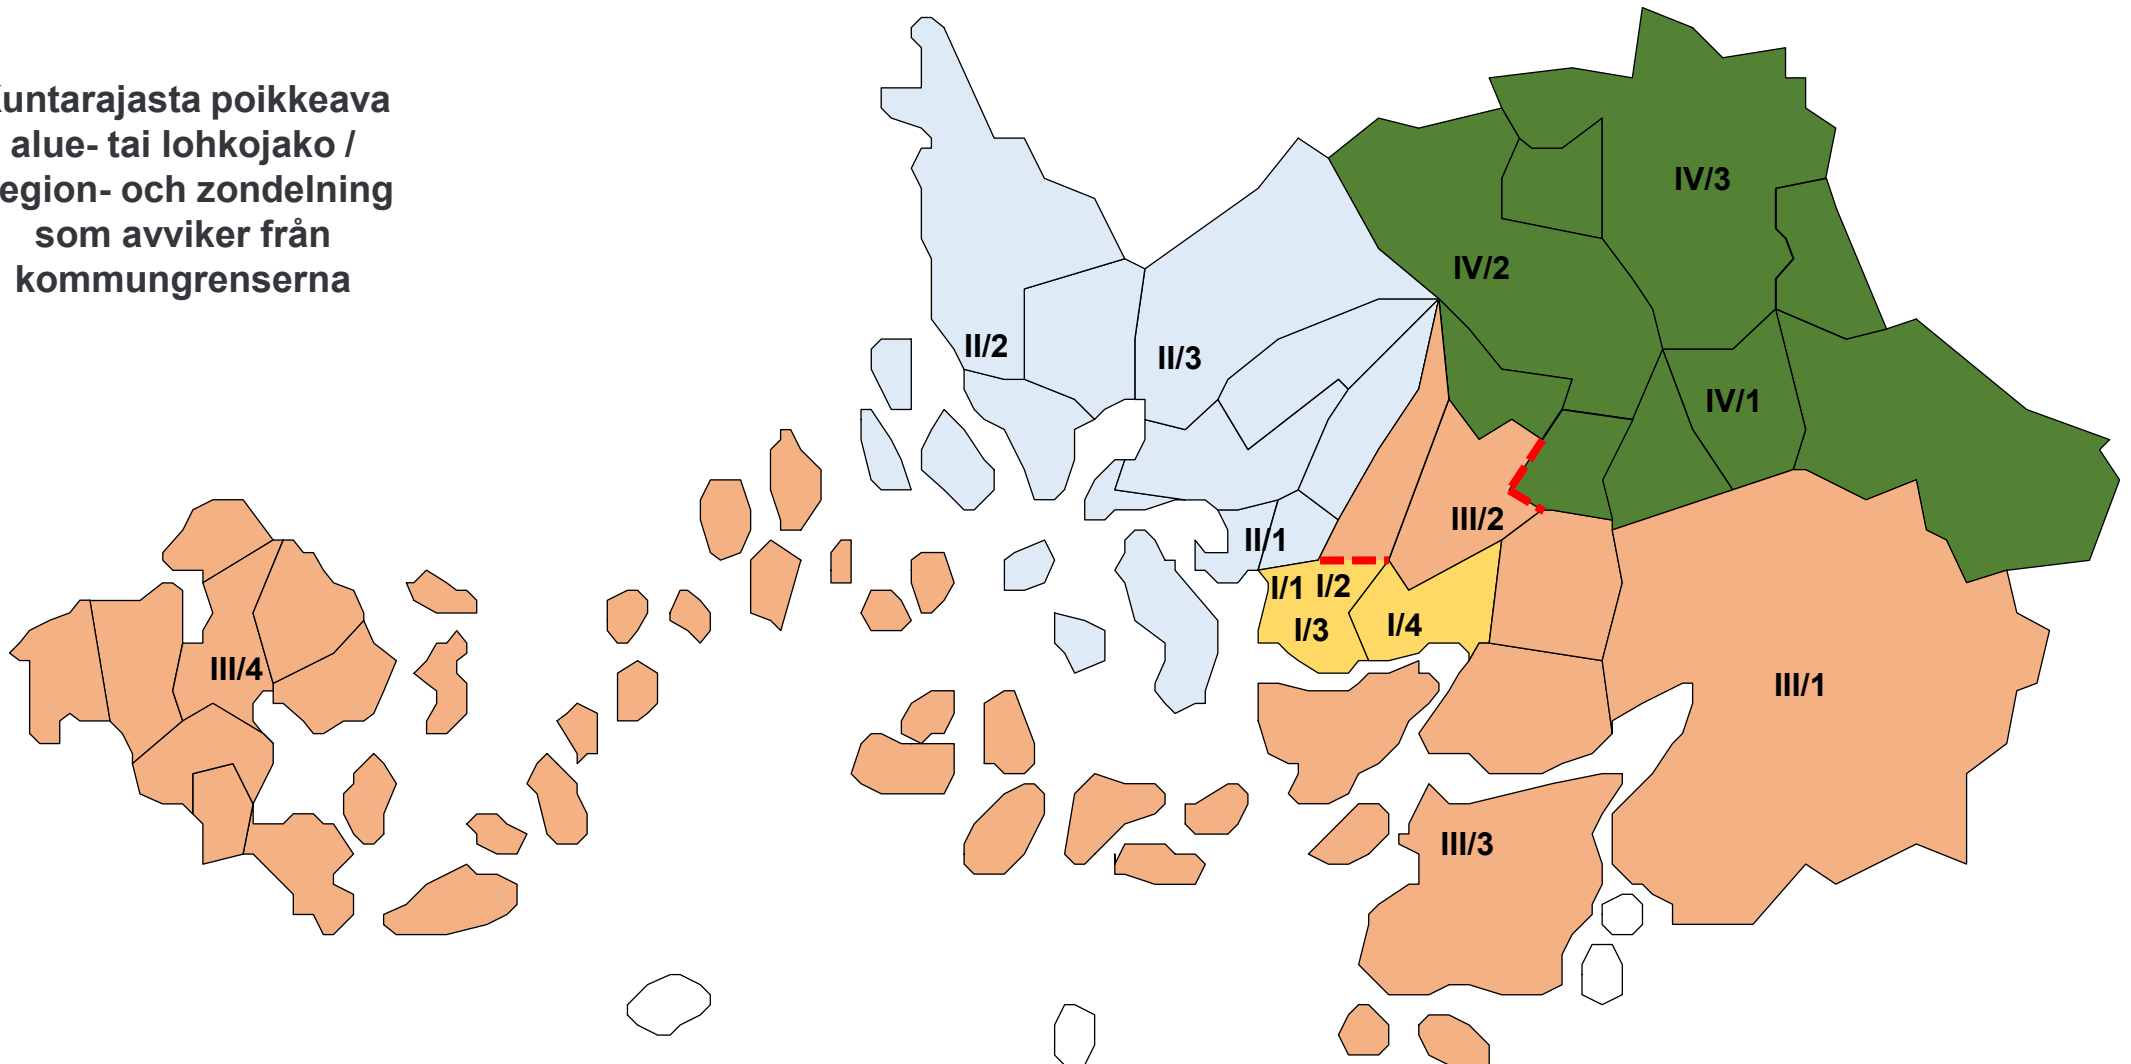 untarajasta poikkeava
alue- tai lohkojako /
egion- och zondelning
som avviker från
kommungrenserna
IV/3
IV/2
II/2
II/3
IV/1
III/2
II/1
I/1 I/2
I/3
I/4
III/4
III/1
III/3